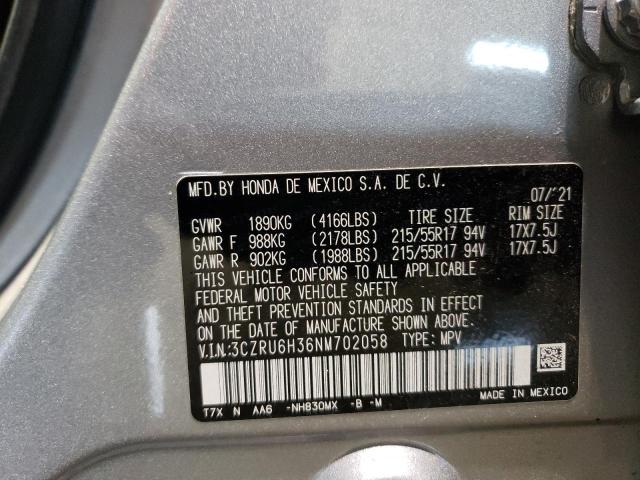 MFD.BY HONDA DE MEXICO S.A. DE C.V.
07/'21
GVWR 1890KG (4166LBS) TIRE SIZE RIM SIZE
GAWR F 988KG (2178LBS) 215/55R17 94V 17X7.5J
GAWR R 902KG (1988LBS) 215/55R17 94V 17X7.5J
THIS VEHICLE CONFORMS TO ALL APPLICABLE
FEDERAL MOTOR VEHICLE SAFETY
AND THEFT PREVENTION STANDARDS IN EFFECT
ON THE DATE OF MANUFACTURE SHOWN ABOVE.
V.I.N:3CZRU6H36NM702058 TYPE: MPV
T7X N AA6 -NH830MX -B -M MADE IN MEXICO